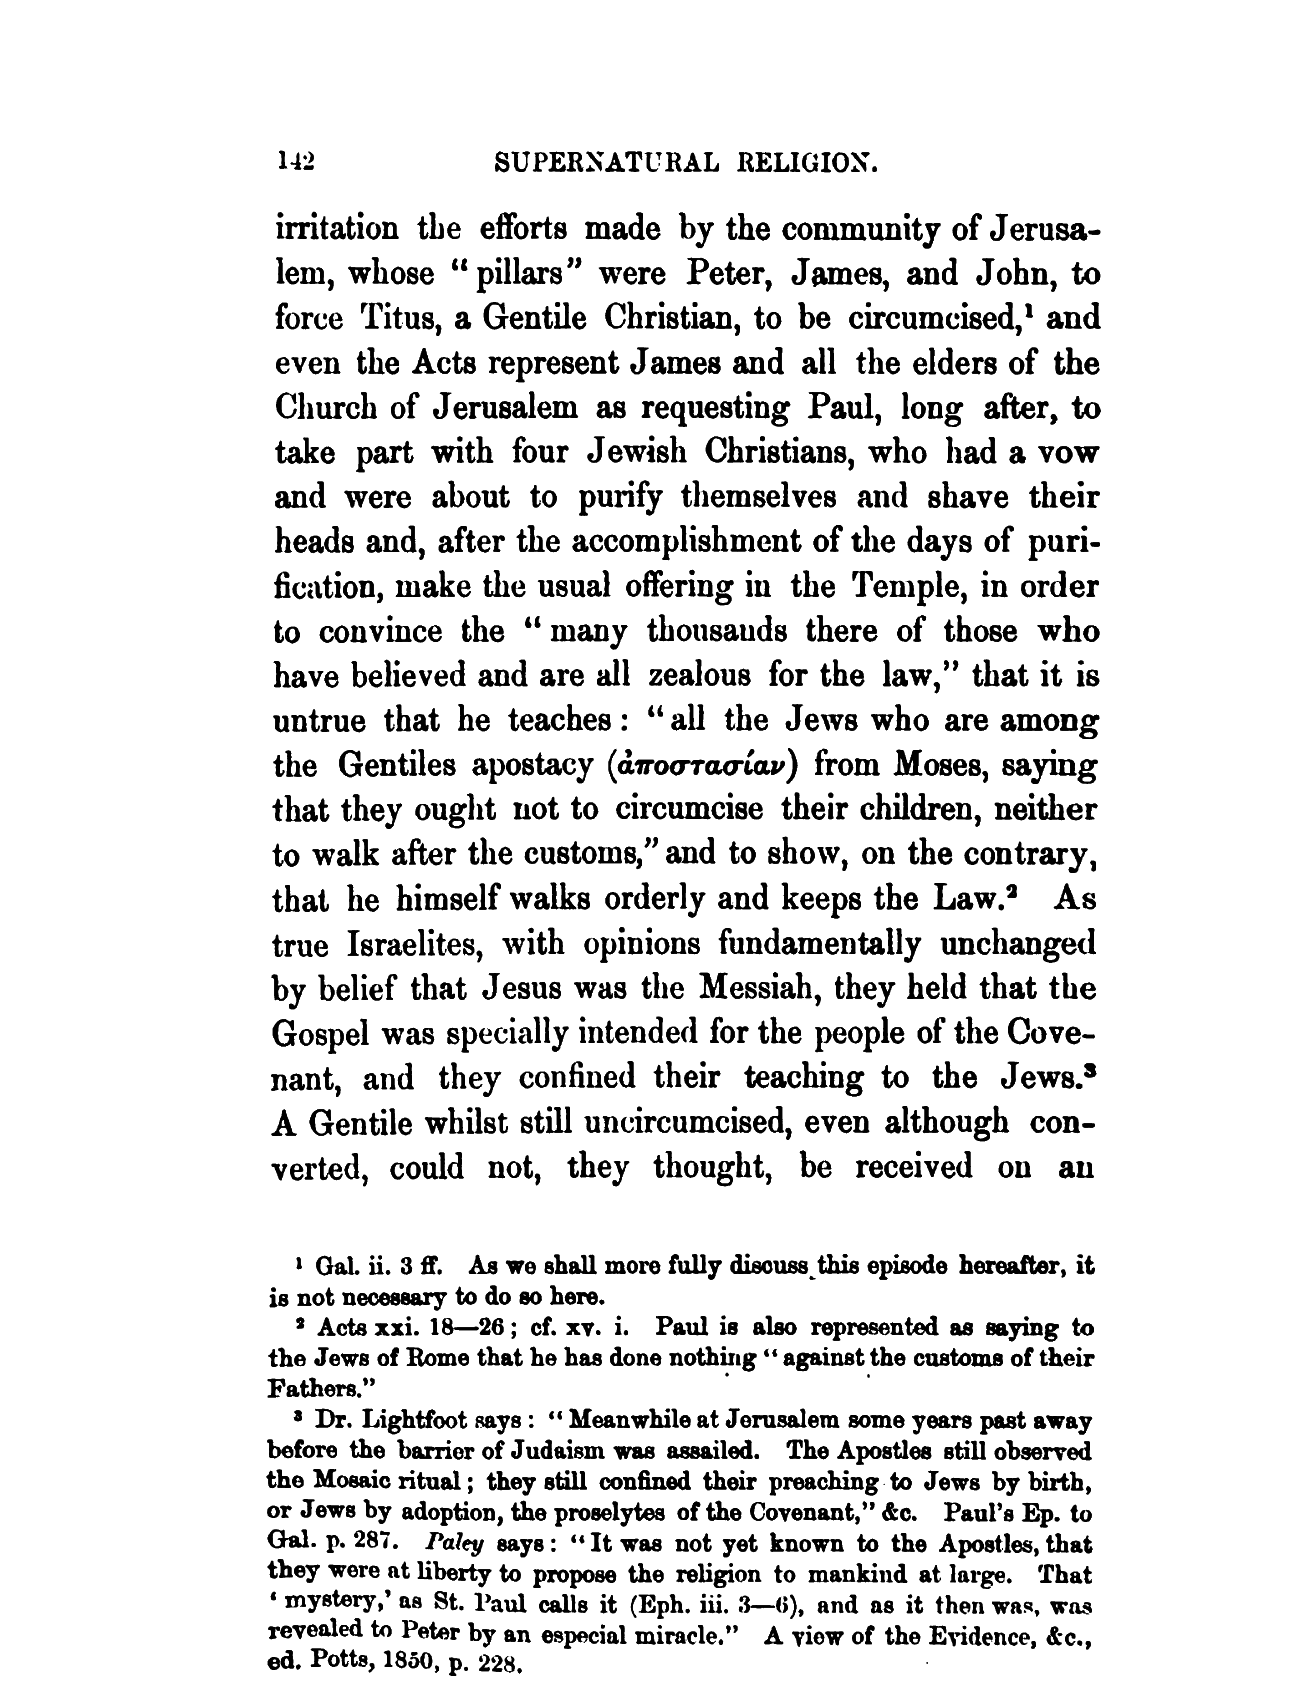 142 SUPERNATURAL RELIGION.
irritation the efforts made by the community of Jerusa-
lem, whose “pillars” were Peter, James, and John, to
force Titus, a Gentile Christian, to be circumcised,¹ and
even the Acts represent James and all the elders of the
Church of Jerusalem as requesting Paul, long after, to
take part with four Jewish Christians, who had a vow
and were about to purify themselves and shave their
heads and, after the accomplishment of the days of puri-
fication, make the usual offering in the Temple, in order
to convince the “many thousands there of those who
have believed and are all zealous for the law,” that it is
untrue that he teaches: “all the Jews who are among
the Gentiles apostacy (ἀποστασίαν) from Moses, saying
that they ought not to circumcise their children, neither
to walk after the customs,” and to show, on the contrary,
that he himself walks orderly and keeps the Law.² As
true Israelites, with opinions fundamentally unchanged
by belief that Jesus was the Messiah, they held that the
Gospel was specially intended for the people of the Cove-
nant, and they confined their teaching to the Jews.³
A Gentile whilst still uncircumcised, even although con-
verted, could not, they thought, be received on an
¹ Gal. ii. 3 ff. As we shall more fully discuss this episode hereafter, it
is not necessary to do so here.
² Acts xxi. 18—26; cf. xv. i. Paul is also represented as saying to
the Jews of Rome that he has done nothing “against the customs of their
Fathers.”
³ Dr. Lightfoot says: “Meanwhile at Jerusalem some years past away
before the barrier of Judaism was assailed. The Apostles still observed
the Mosaic ritual; they still confined their preaching to Jews by birth,
or Jews by adoption, the proselytes of the Covenant,” &c. Paul's Ep. to
Gal. p. 287. Paley says: “It was not yet known to the Apostles, that
they were at liberty to propose the religion to mankind at large. That
‘mystery,’ as St. Paul calls it (Eph. iii. 3—6), and as it then was, was
revealed to Peter by an especial miracle.” A view of the Evidence, &c.,
ed. Potts, 1850, p. 228.